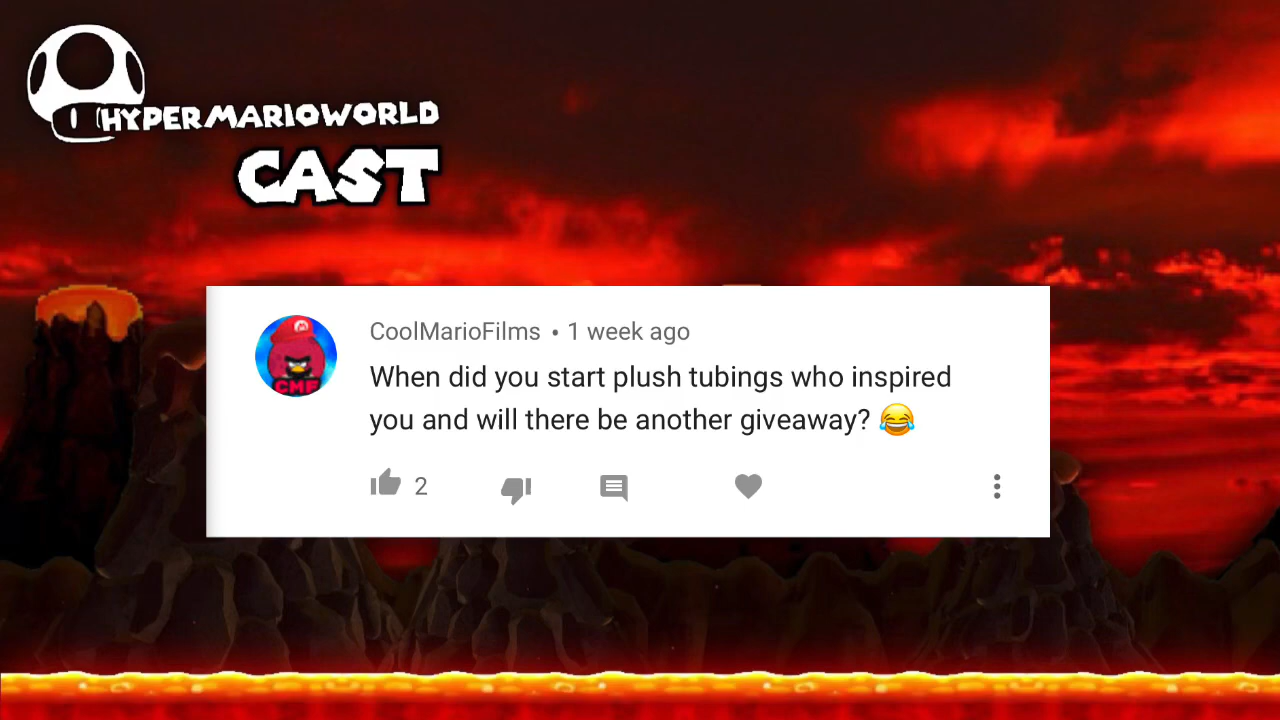 HYPERMARIOWORLD
CAST
CoolMarioFilms • 1 week ago
When did you start plush tubings who inspired
you and will there be another giveaway? 😂
CMF
2